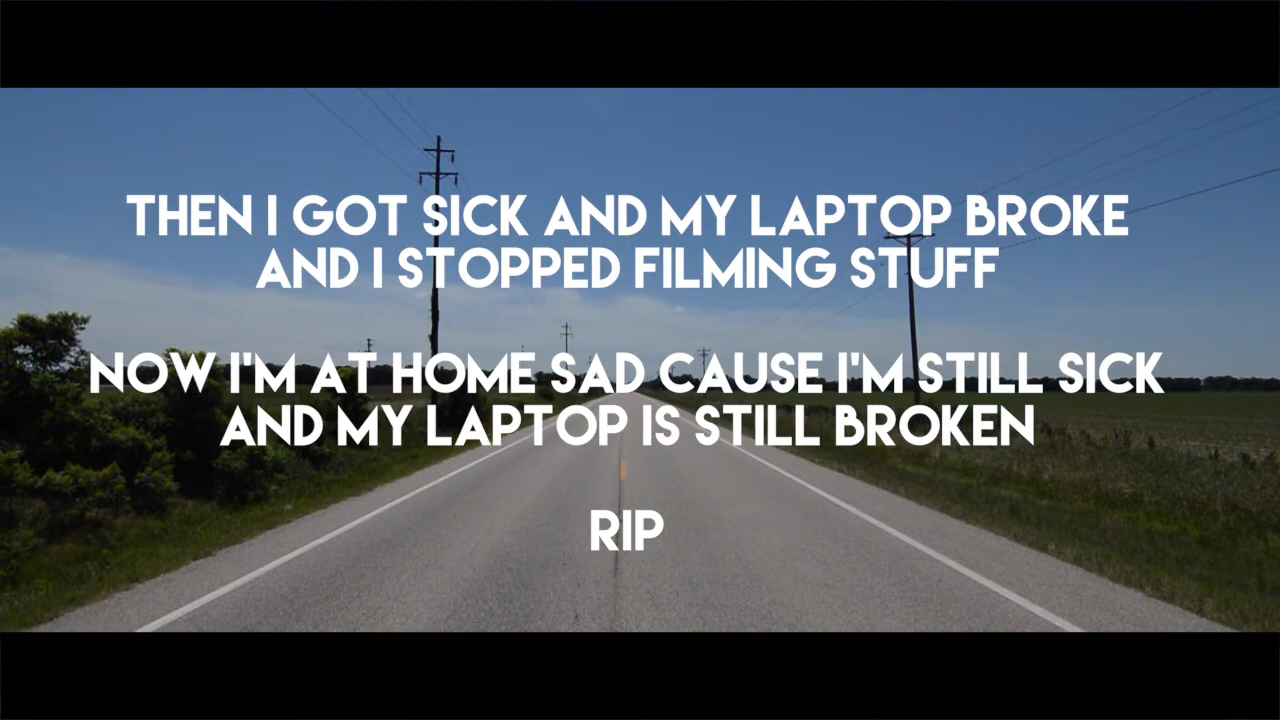 THEN I GOT SICK AND MY LAPTOP BROKE
AND I STOPPED FILMING STUFF
NOW I'M AT HOME SAD CAUSE I'M STILL SICK
AND MY LAPTOP IS STILL BROKEN
RIP